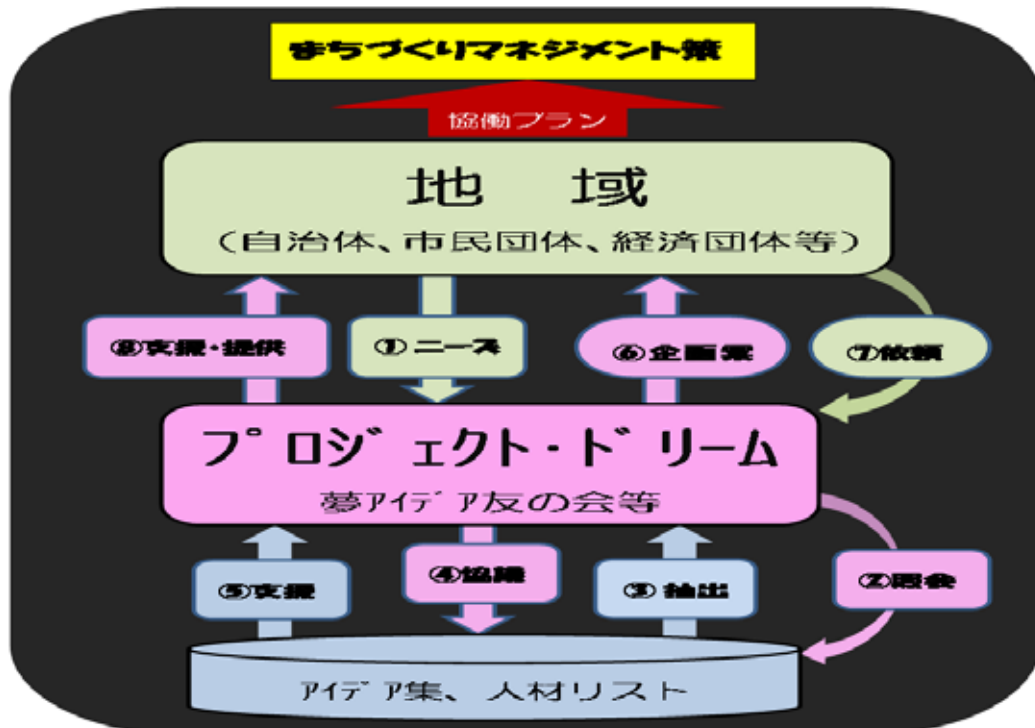 まちづくりマネジメント策
協働プラン
地 域
(自治体、市民団体、経済団体等)
⑧支援・提供
① ニーズ
⑥企画案
⑦依頼
プロジェクト・ドリーム
夢アイデア友の会等
⑤支援
④協議
③ 抽出
②照会
アイデア集、人材リスト